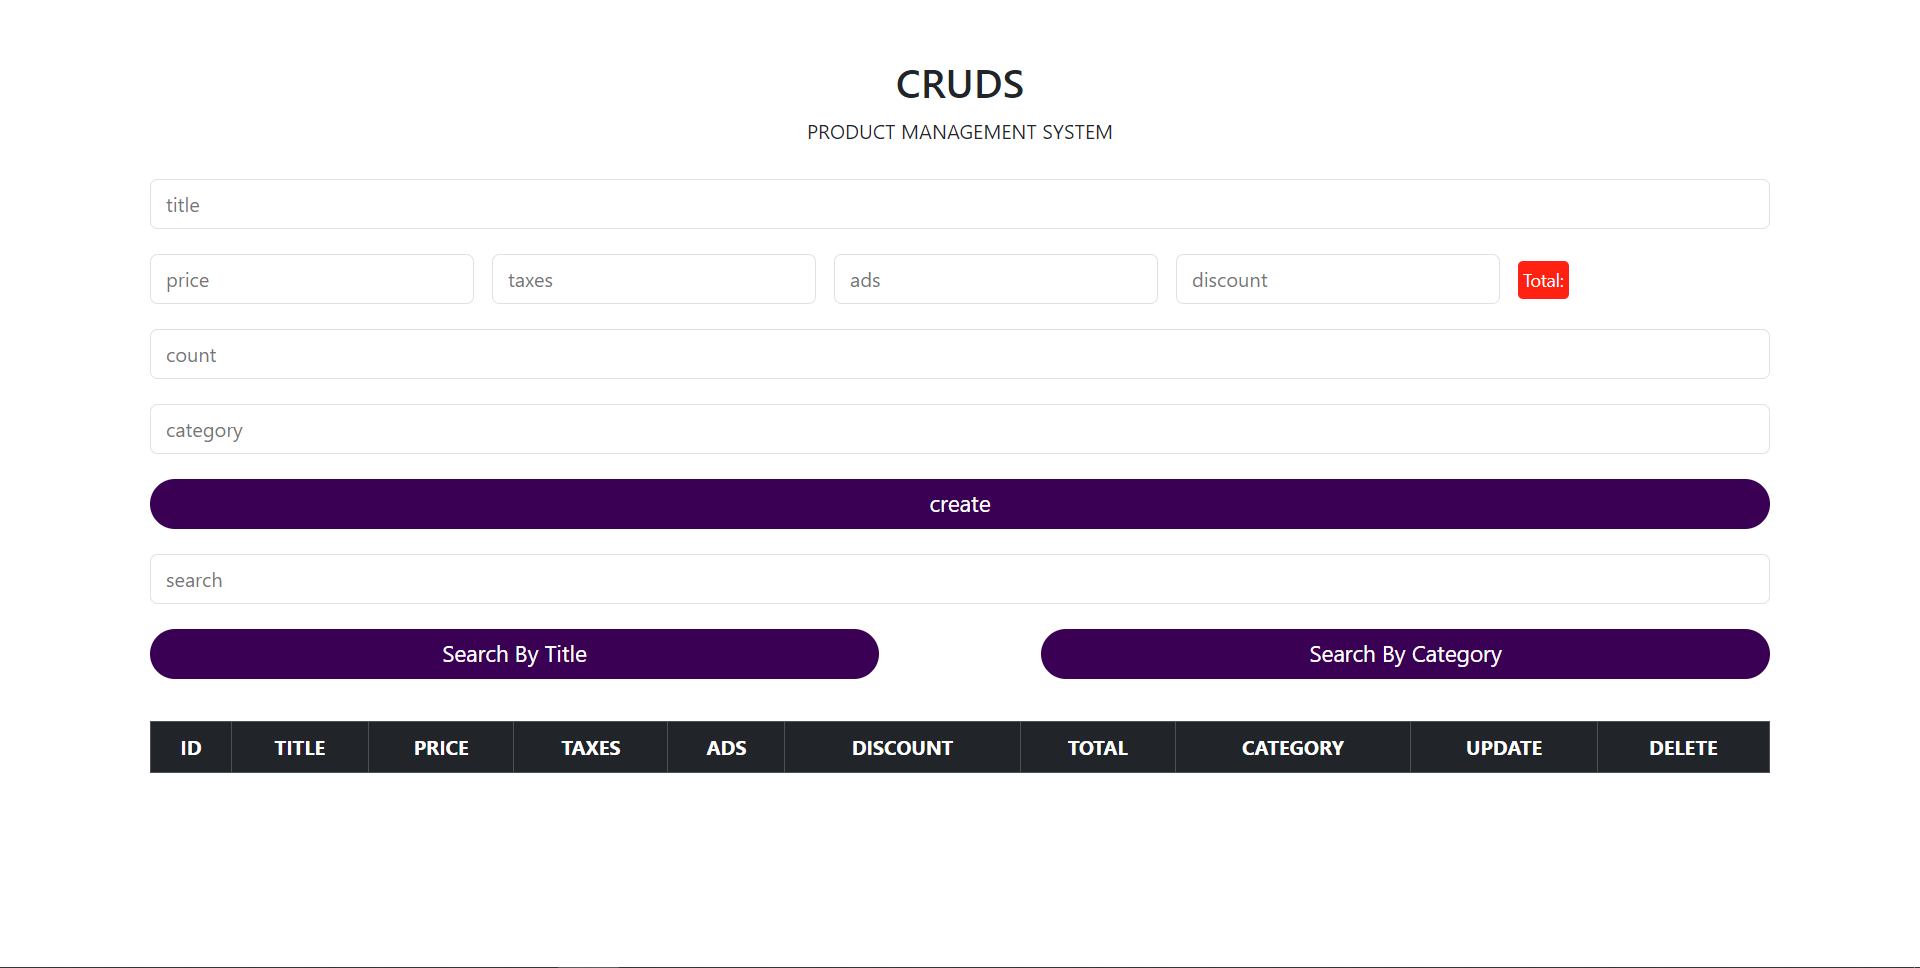 CRUDS
PRODUCT MANAGEMENT SYSTEM
title
price taxes ads discount Total:
count
category
create
search
Search By Title Search By Category
ID TITLE PRICE TAXES ADS DISCOUNT TOTAL CATEGORY UPDATE DELETE